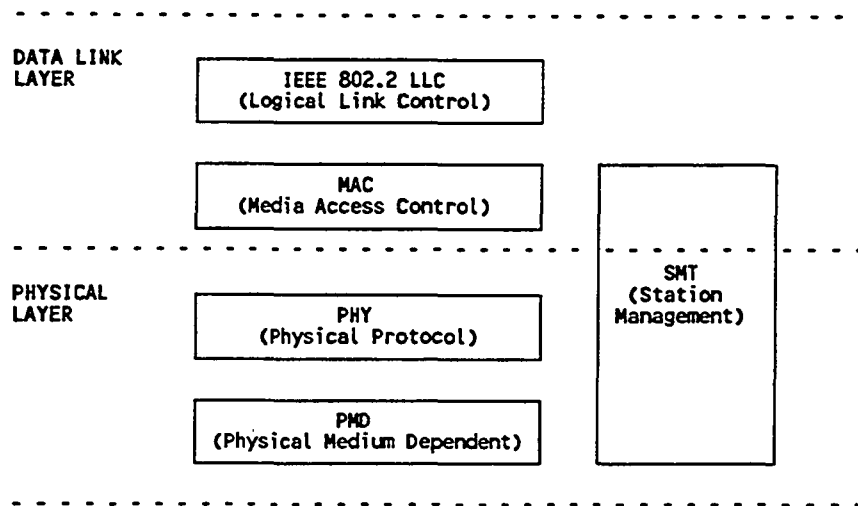 DATA LINK
LAYER
IEEE 802.2 LLC
(Logical Link Control)
MAC
(Media Access Control)
PHYSICAL
LAYER
PHY
(Physical Protocol)
PMD
(Physical Medium Dependent)
SMT
(Station
Management)